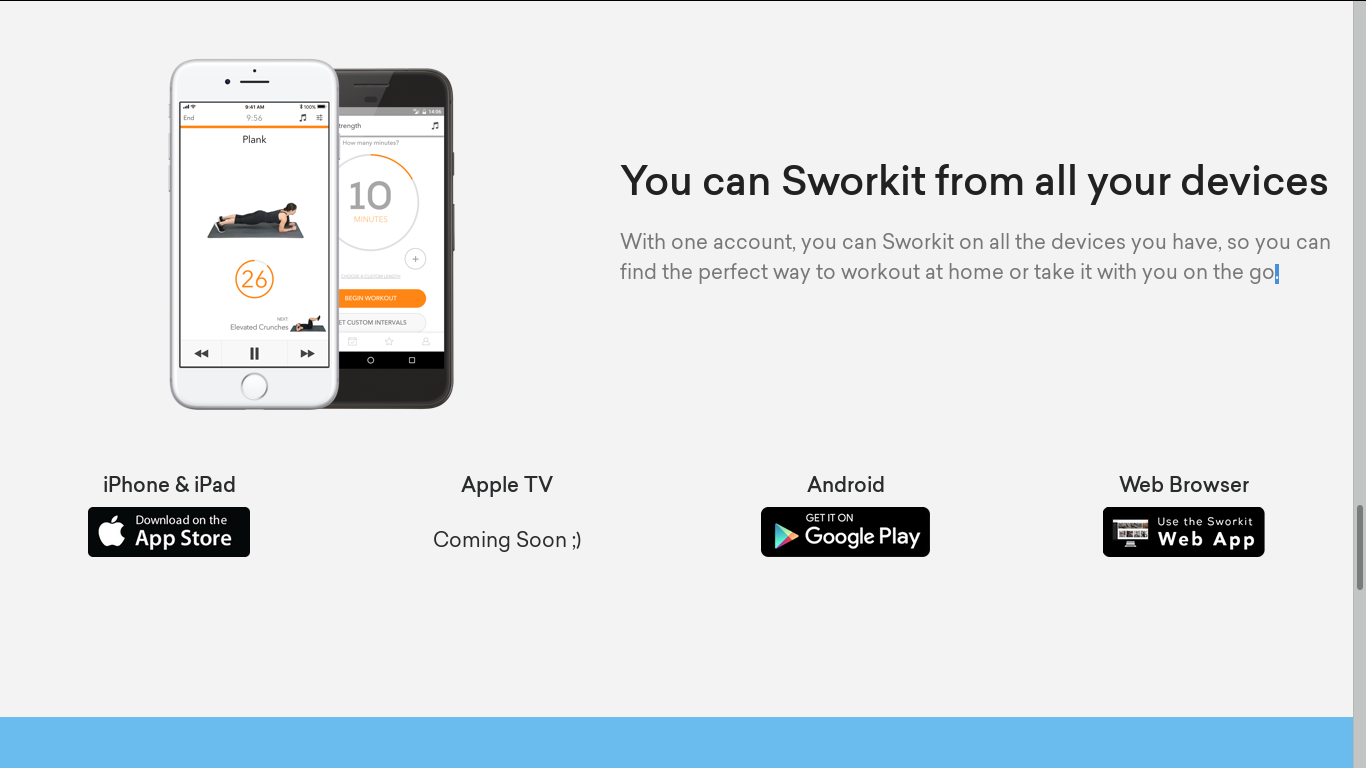 9:41 AM
100%
End
9:56
Plank
26
NEXT:
Elevated Crunches
14:06
trength
How many minutes?
10
MINUTES
+
CHOOSE A CUSTOM LENGTH
BEGIN WORKOUT
ET CUSTOM INTERVALS
You can Sworkit from all your devices
With one account, you can Sworkit on all the devices you have, so you can
find the perfect way to workout at home or take it with you on the go.
iPhone & iPad
Download on the
App Store
Apple TV
Coming Soon ;)
Android
GET IT ON
Google Play
Web Browser
Use the Sworkit
Web App